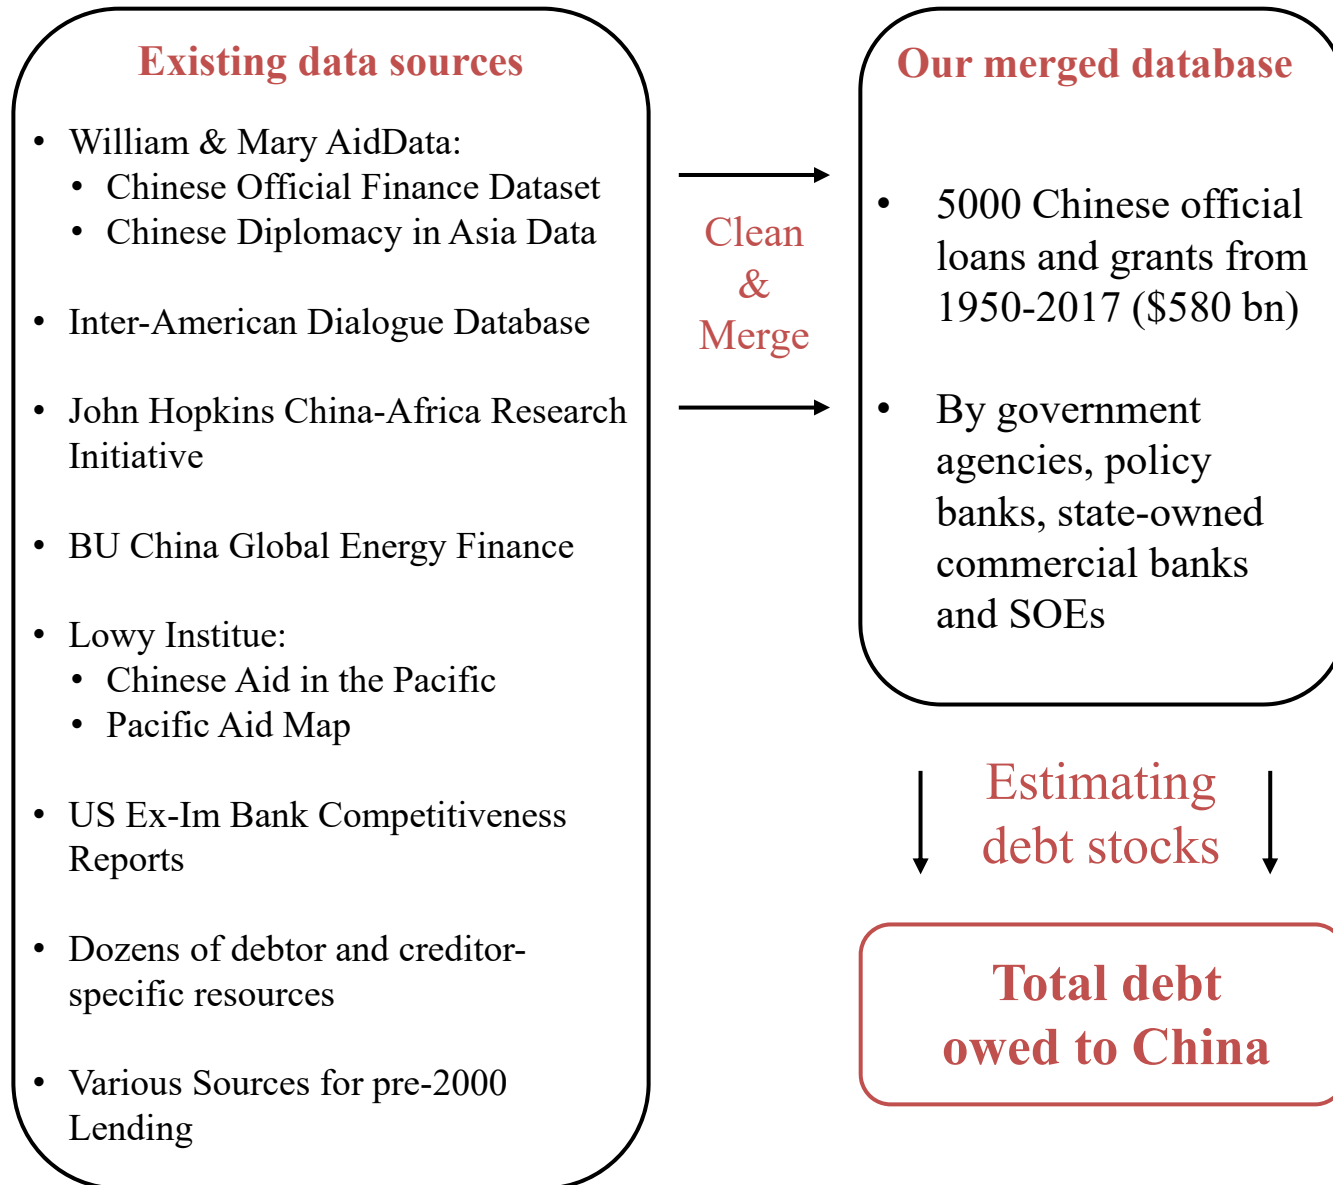 Existing data sources
• William & Mary AidData:
• Chinese Official Finance Dataset
• Chinese Diplomacy in Asia Data
• Inter-American Dialogue Database
• John Hopkins China-Africa Research
Initiative
• BU China Global Energy Finance
• Lowy Institue:
• Chinese Aid in the Pacific
• Pacific Aid Map
• US Ex-Im Bank Competitiveness
Reports
• Dozens of debtor and creditor-
specific resources
• Various Sources for pre-2000
Lending
Clean
&
Merge
Our merged database
• 5000 Chinese official
loans and grants from
1950-2017 ($580 bn)
• By government
agencies, policy
banks, state-owned
commercial banks
and SOEs
Estimating
debt stocks
Total debt
owed to China